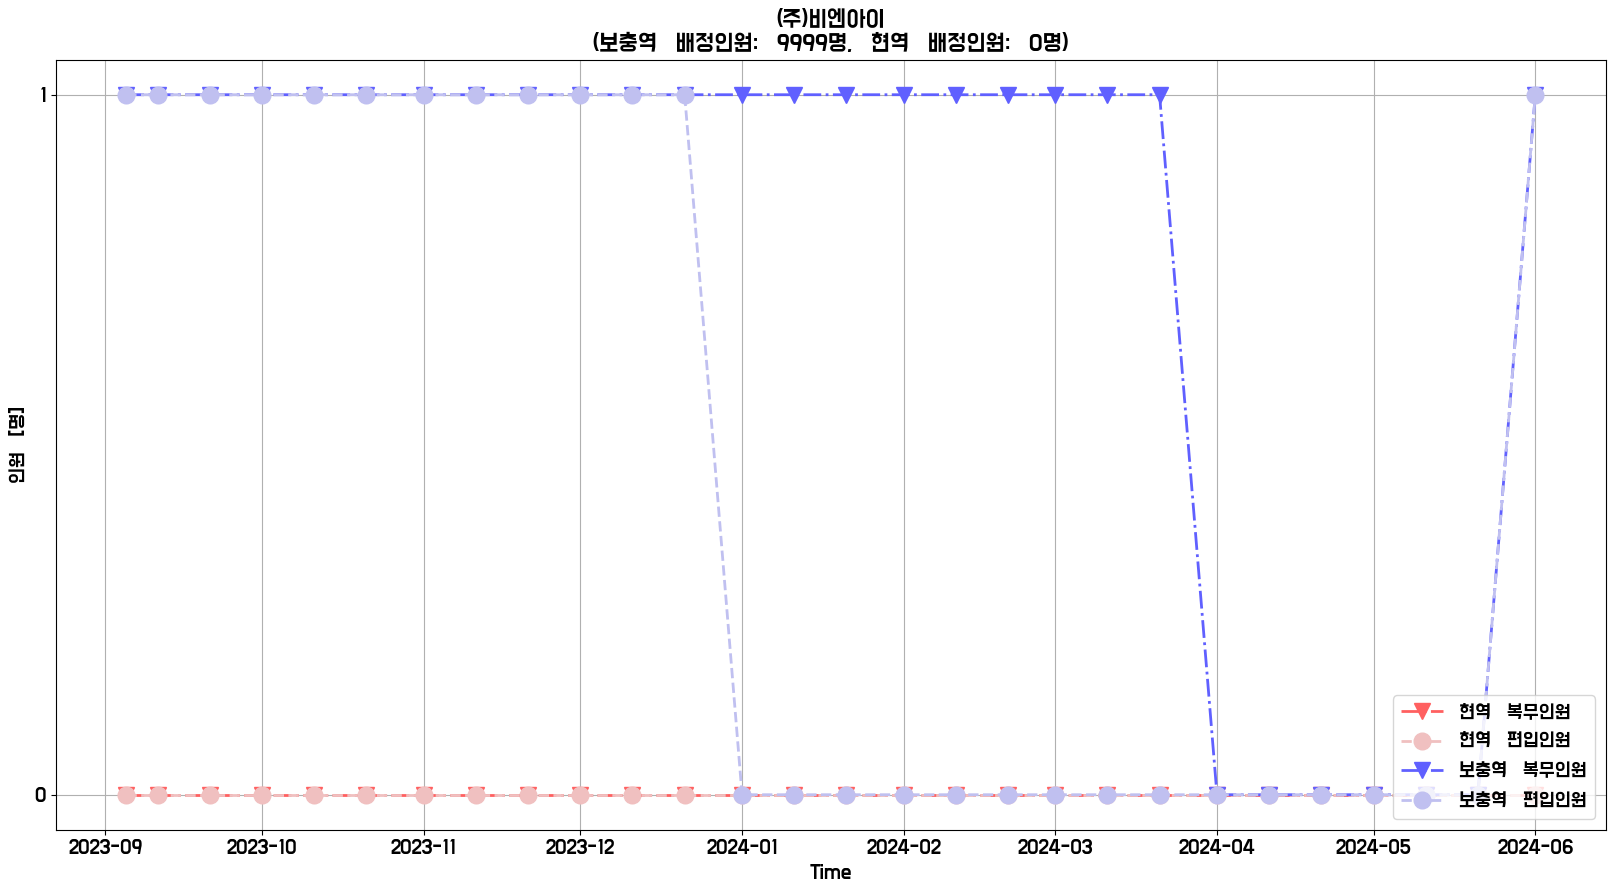 (주)비엔아이
(보충역 배정인원: 9999명, 현역 배정인원: 0명)
인원 [명]
1
0
2023-09 2023-10 2023-11 2023-12 2024-01 2024-02 2024-03 2024-04 2024-05 2024-06
Time
현역 복무인원
현역 편입인원
보충역 복무인원
보충역 편입인원